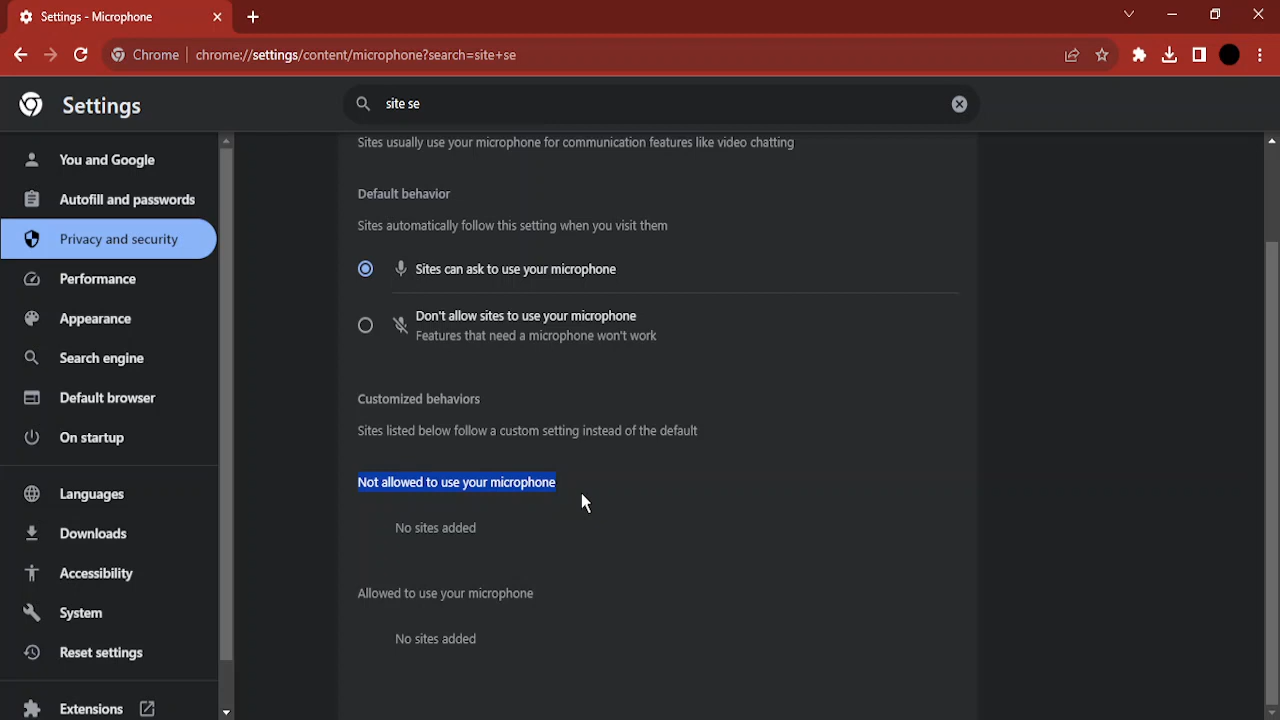 Settings - Microphone
Chrome chrome://settings/content/microphone?search=site+se
Settings
site se
You and Google
Autofill and passwords
Privacy and security
Performance
Appearance
Search engine
Default browser
On startup
Languages
Downloads
Accessibility
System
Reset settings
Extensions
Sites usually use your microphone for communication features like video chatting
Default behavior
Sites automatically follow this setting when you visit them
Sites can ask to use your microphone
Don't allow sites to use your microphone
Features that need a microphone won't work
Customized behaviors
Sites listed below follow a custom setting instead of the default
Not allowed to use your microphone
No sites added
Allowed to use your microphone
No sites added